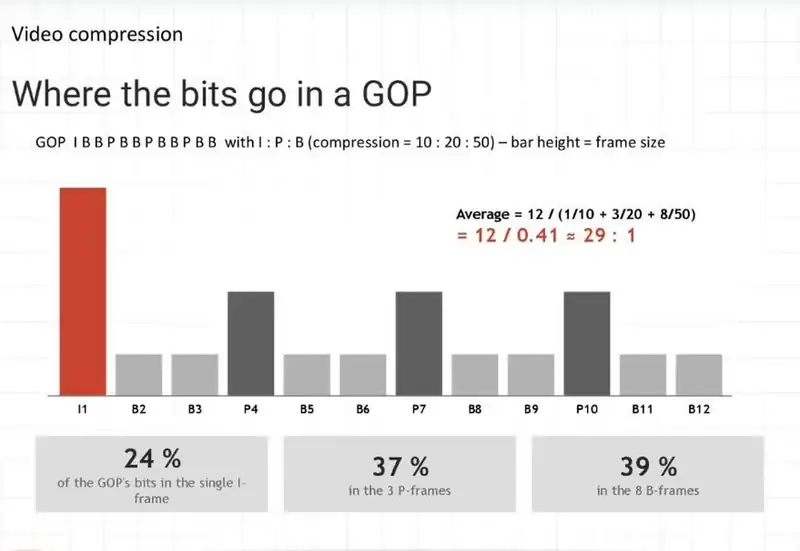 Video compression
Where the bits go in a GOP
GOP I B B P B B P B B P B B with I : P : B (compression = 10 : 20 : 50) – bar height = frame size
Average = 12 / (1/10 + 3/20 + 8/50)
= 12 / 0.41 ≈ 29 : 1
I1 B2 B3 P4 B5 B6 P7 B8 B9 P10 B11 B12
24 %
of the GOP's bits in the single I-
frame
37 %
in the 3 P-frames
39 %
in the 8 B-frames